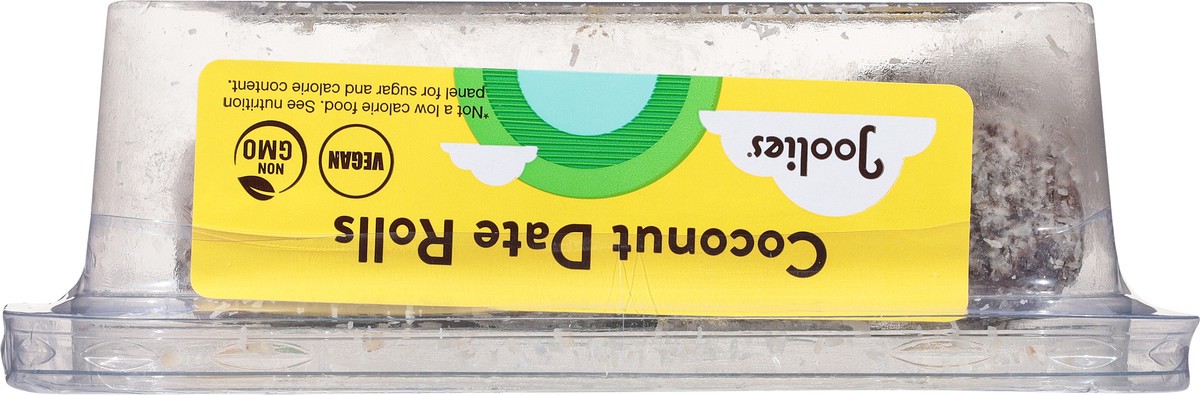 Joolies®
Coconut Date Rolls
VEGAN
NON
GMO
*Not a low calorie food. See nutrition
panel for sugar and calorie content.